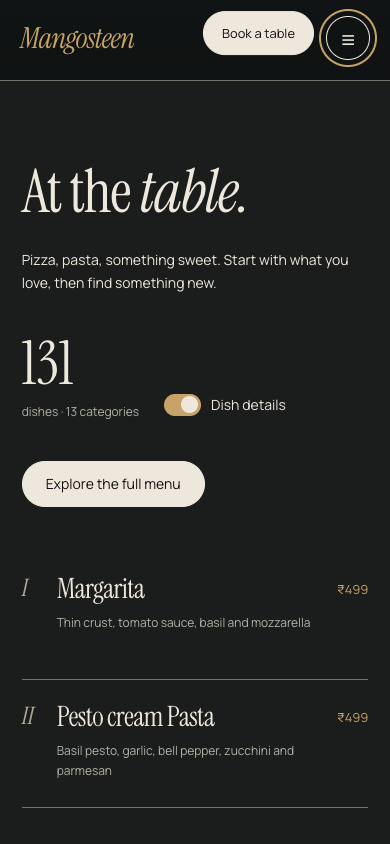 Mangosteen
Book a table
At the table.
Pizza, pasta, something sweet. Start with what you
love, then find something new.
131
dishes · 13 categories
Dish details
Explore the full menu
I
Margarita
₹499
Thin crust, tomato sauce, basil and mozzarella
II
Pesto cream Pasta
₹499
Basil pesto, garlic, bell pepper, zucchini and
parmesan